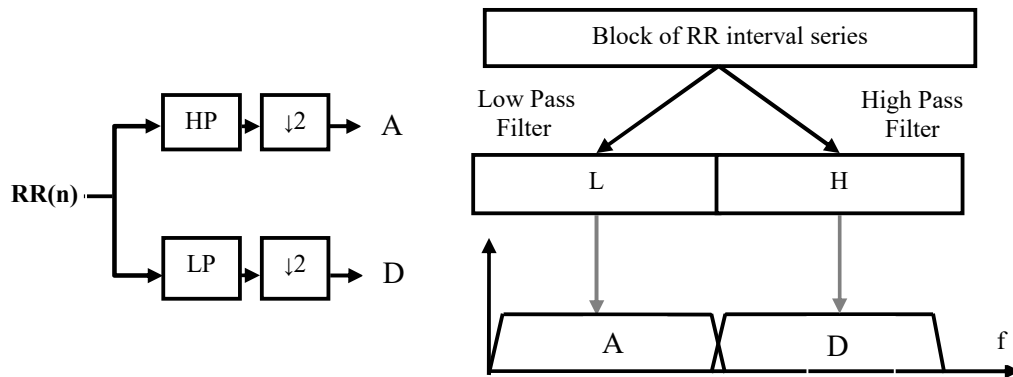 RR(n)
HP
↓2
A
LP
↓2
D
Block of RR interval series
Low Pass
Filter
High Pass
Filter
L
H
A
D
f